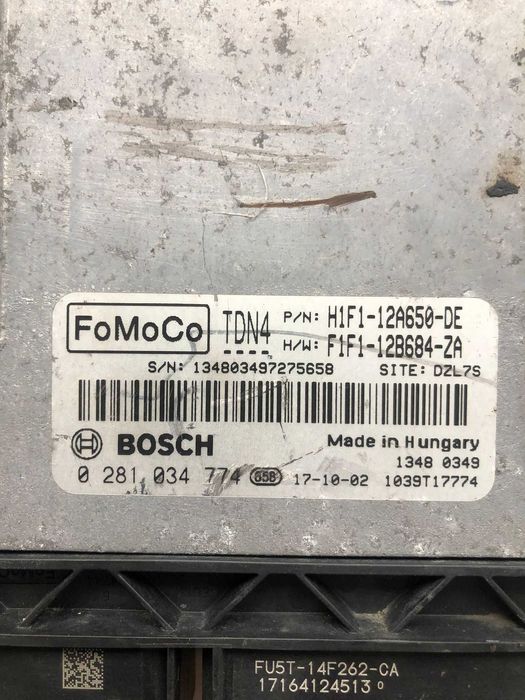 FoMoCo TDN4 P/N: H1F1-12A650-DE
H/W: F1F1-12B684-ZA
S/N: 134803497275658 SITE: DZL7S
BOSCH Made in Hungary
1348 0349
0 281 034 774 658 17-10-02 1039T17774
FU5T-14F262-CA
17164124513